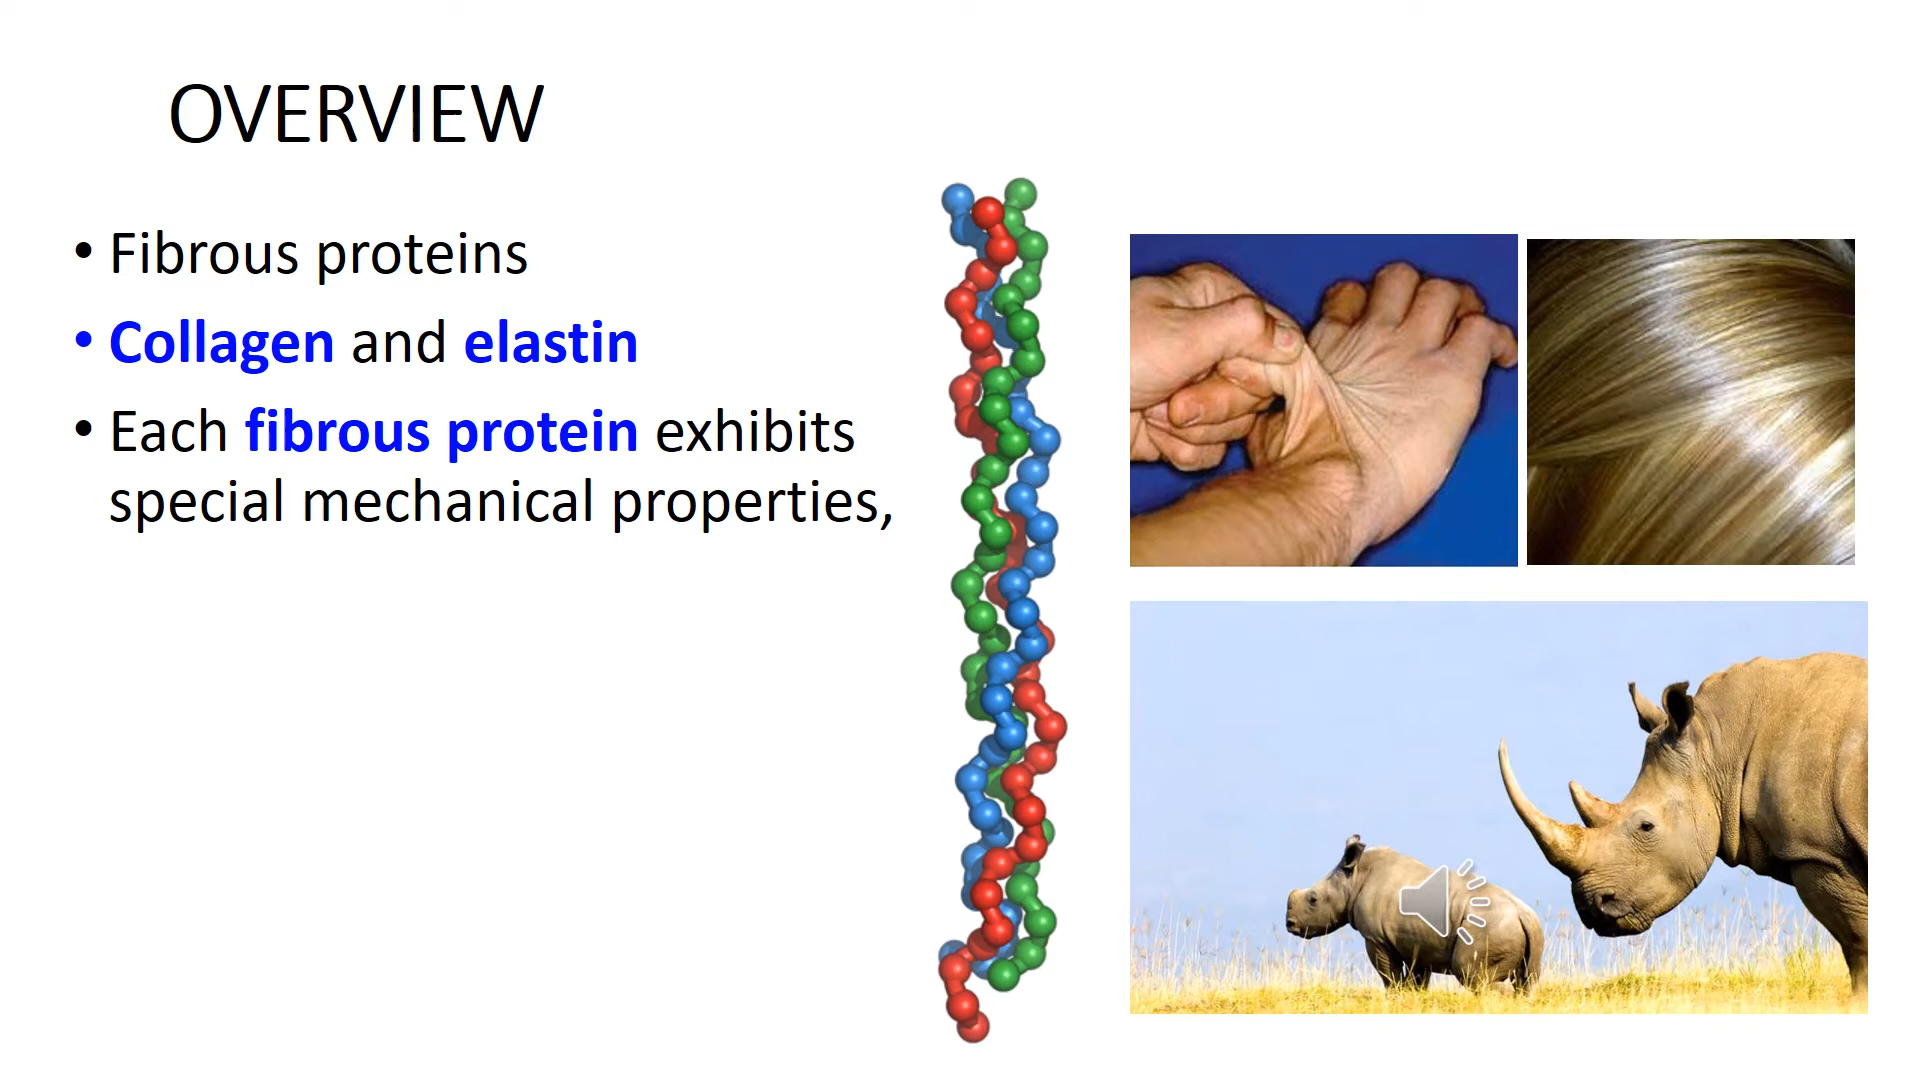 OVERVIEW
• Fibrous proteins
• Collagen and elastin
• Each fibrous protein exhibits
special mechanical properties,